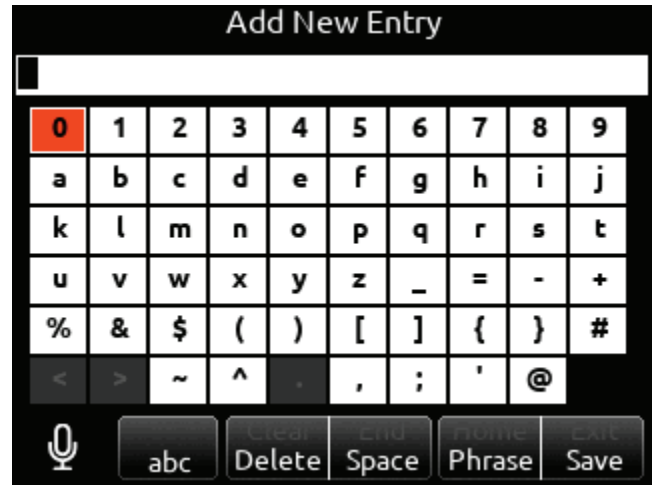 Add New Entry
0 1 2 3 4 5 6 7 8 9
a b c d e f g h i j
k l m n o p q r s t
u v w x y z _ = - +
% & $ ( ) [ ] { } #
< > ~ ^ . , ; ' @
Clear End Home Exit
abc Delete Space Phrase Save